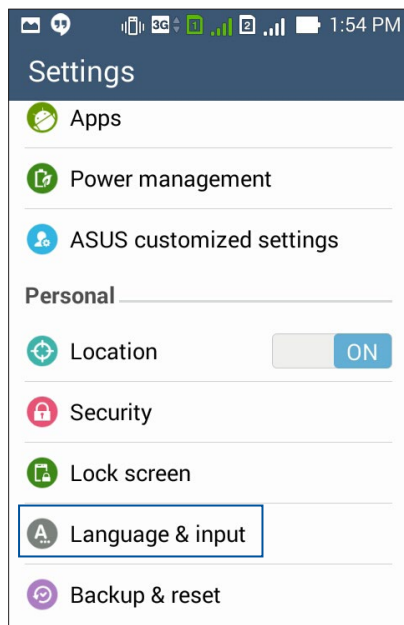 3G 1 2 1:54 PM
Settings
Apps
Power management
ASUS customized settings
Personal
Location ON
Security
Lock screen
A... Language & input
Backup & reset